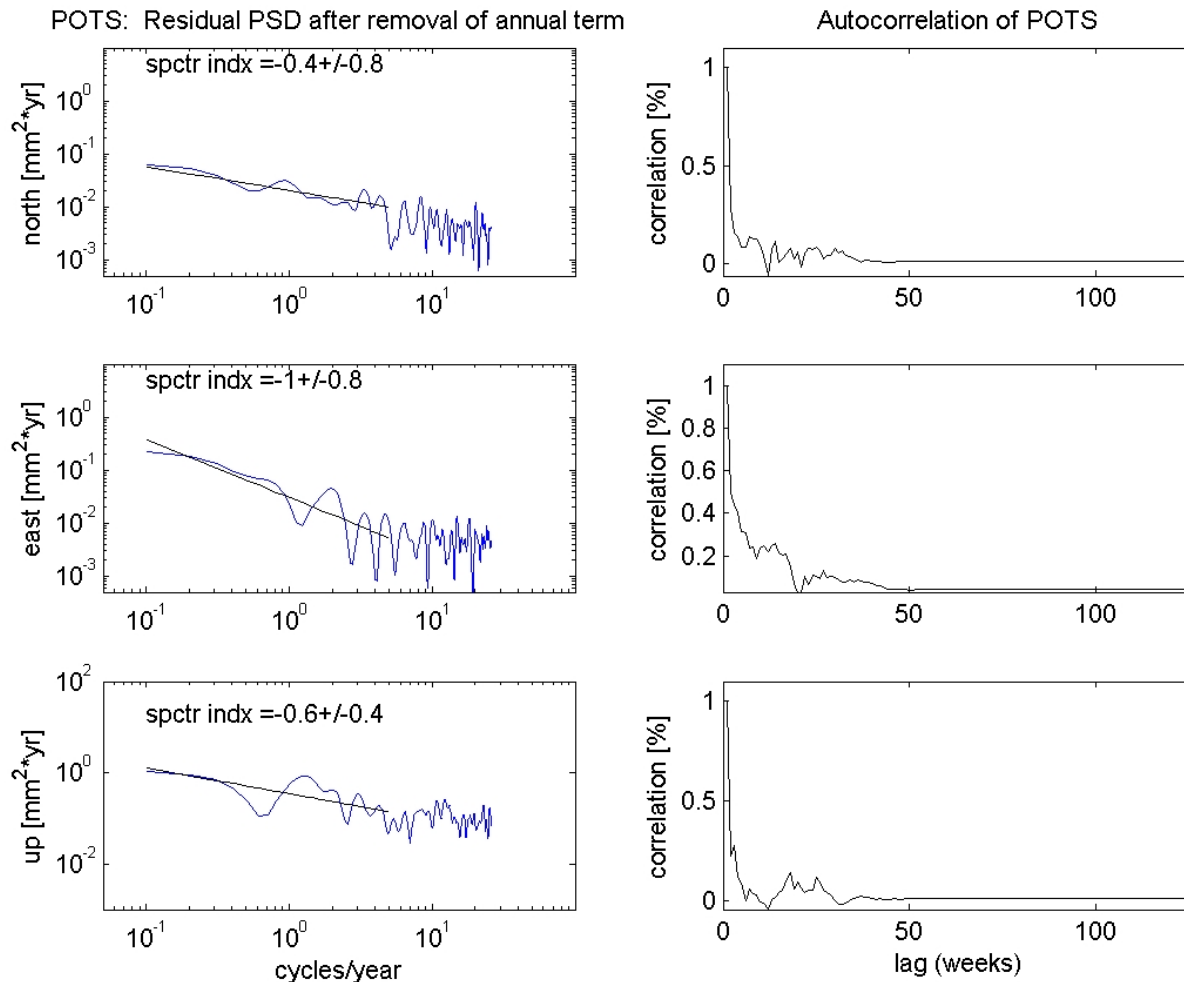 POTS: Residual PSD after removal of annual term
spctr indx =-0.4+/-0.8
north [mm²*yr]
10⁰
10⁻¹
10⁻²
10⁻³
10⁻¹ 10⁰ 10¹
Autocorrelation of POTS
correlation [%]
1
0.5
0
0 50 100
spctr indx =-1+/-0.8
east [mm²*yr]
10⁰
10⁻¹
10⁻²
10⁻³
10⁻¹ 10⁰ 10¹
correlation [%]
1
0.8
0.6
0.4
0.2
0 50 100
spctr indx =-0.6+/-0.4
up [mm²*yr]
10²
10⁰
10⁻²
10⁻¹ 10⁰ 10¹
cycles/year
correlation [%]
1
0.5
0
0 50 100
lag (weeks)